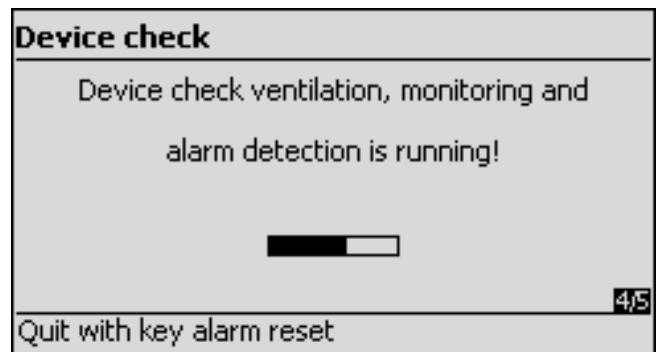 Device check
Device check ventilation, monitoring and
alarm detection is running!
4/5
Quit with key alarm reset